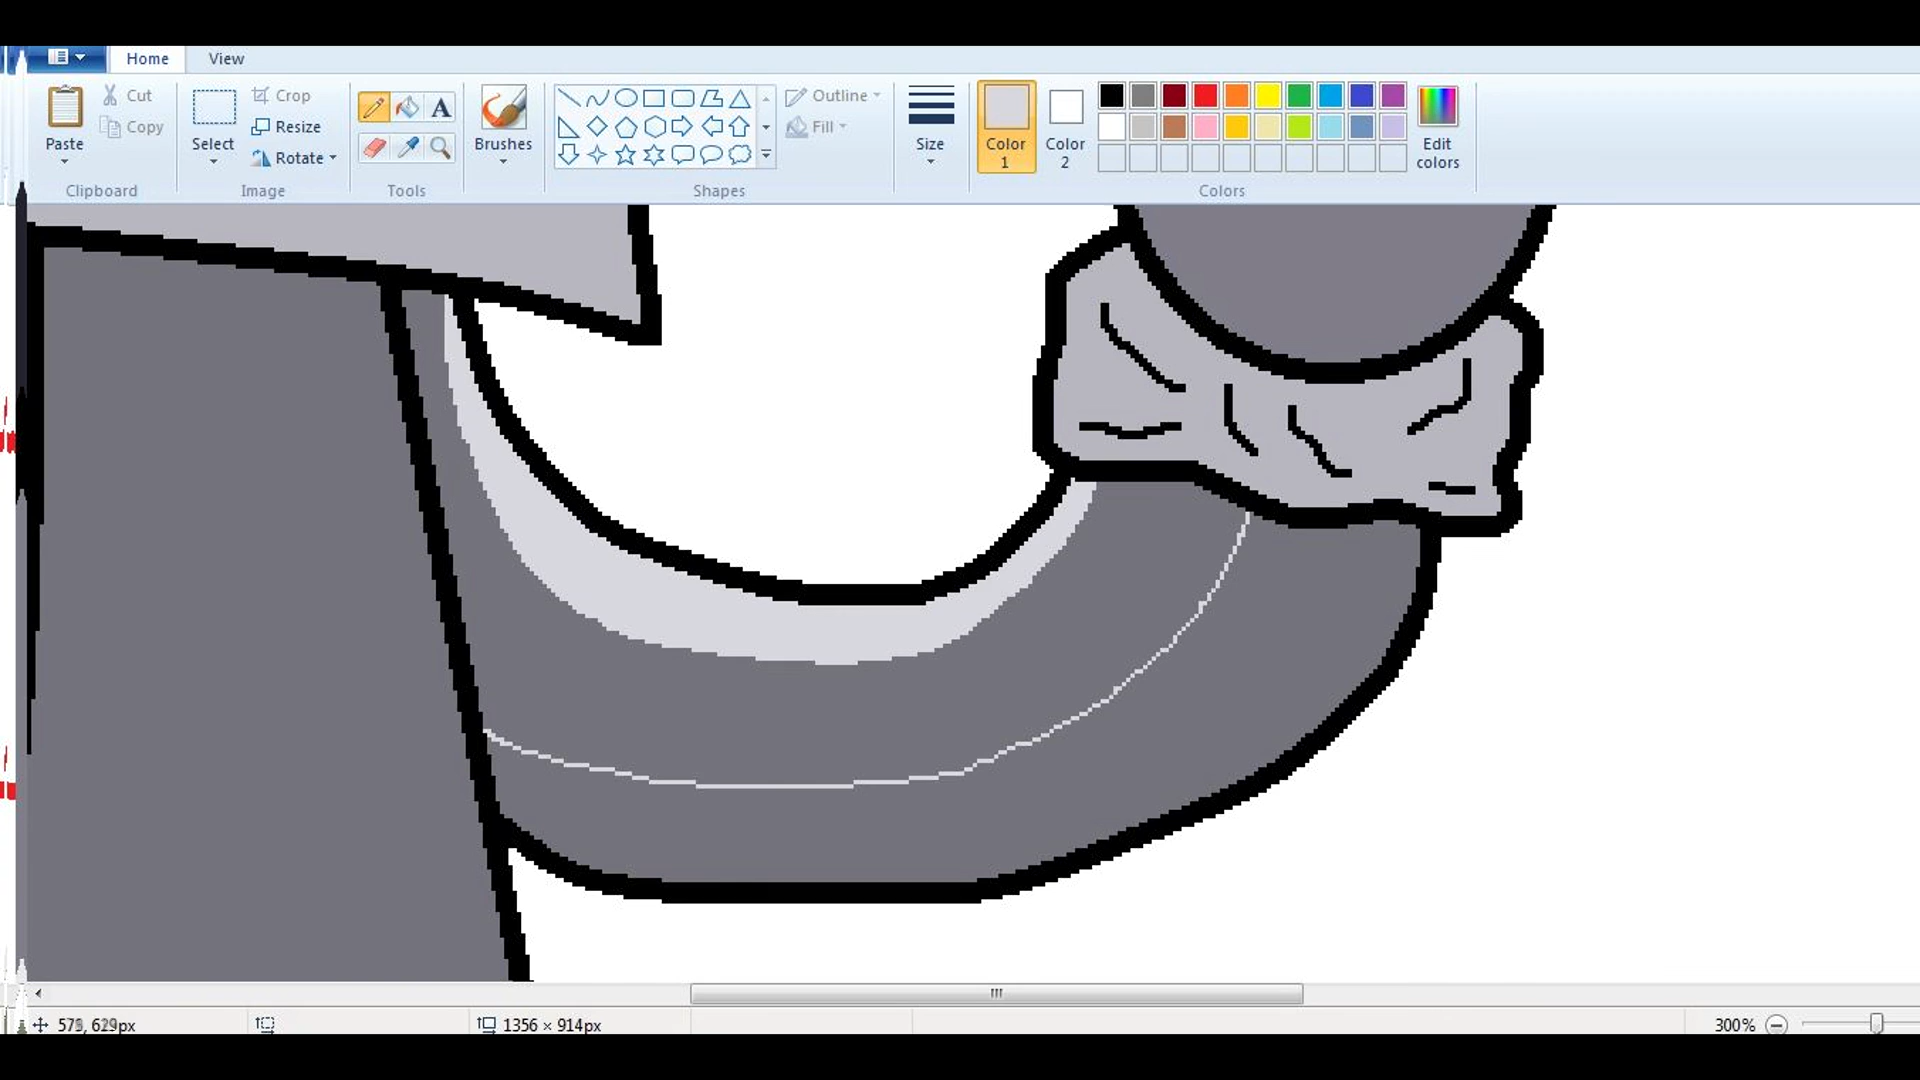 Home View
Paste
Cut
Copy
Clipboard
Select
Crop
Resize
Rotate
Image
A
Tools
Brushes
Outline
Fill
Shapes
Size
Color
1
Color
2
Edit
colors
Colors
1356 × 914px
300%